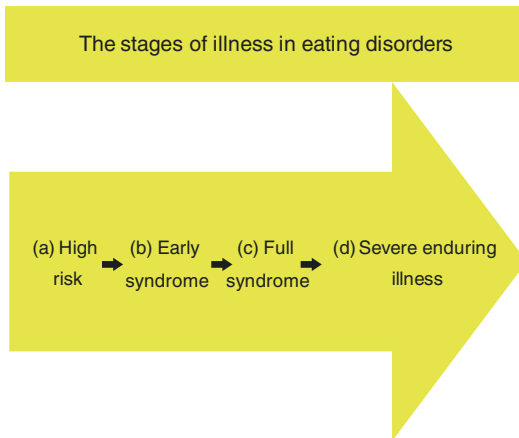 The stages of illness in eating disorders
(a) High risk
(b) Early syndrome
(c) Full syndrome
(d) Severe enduring illness